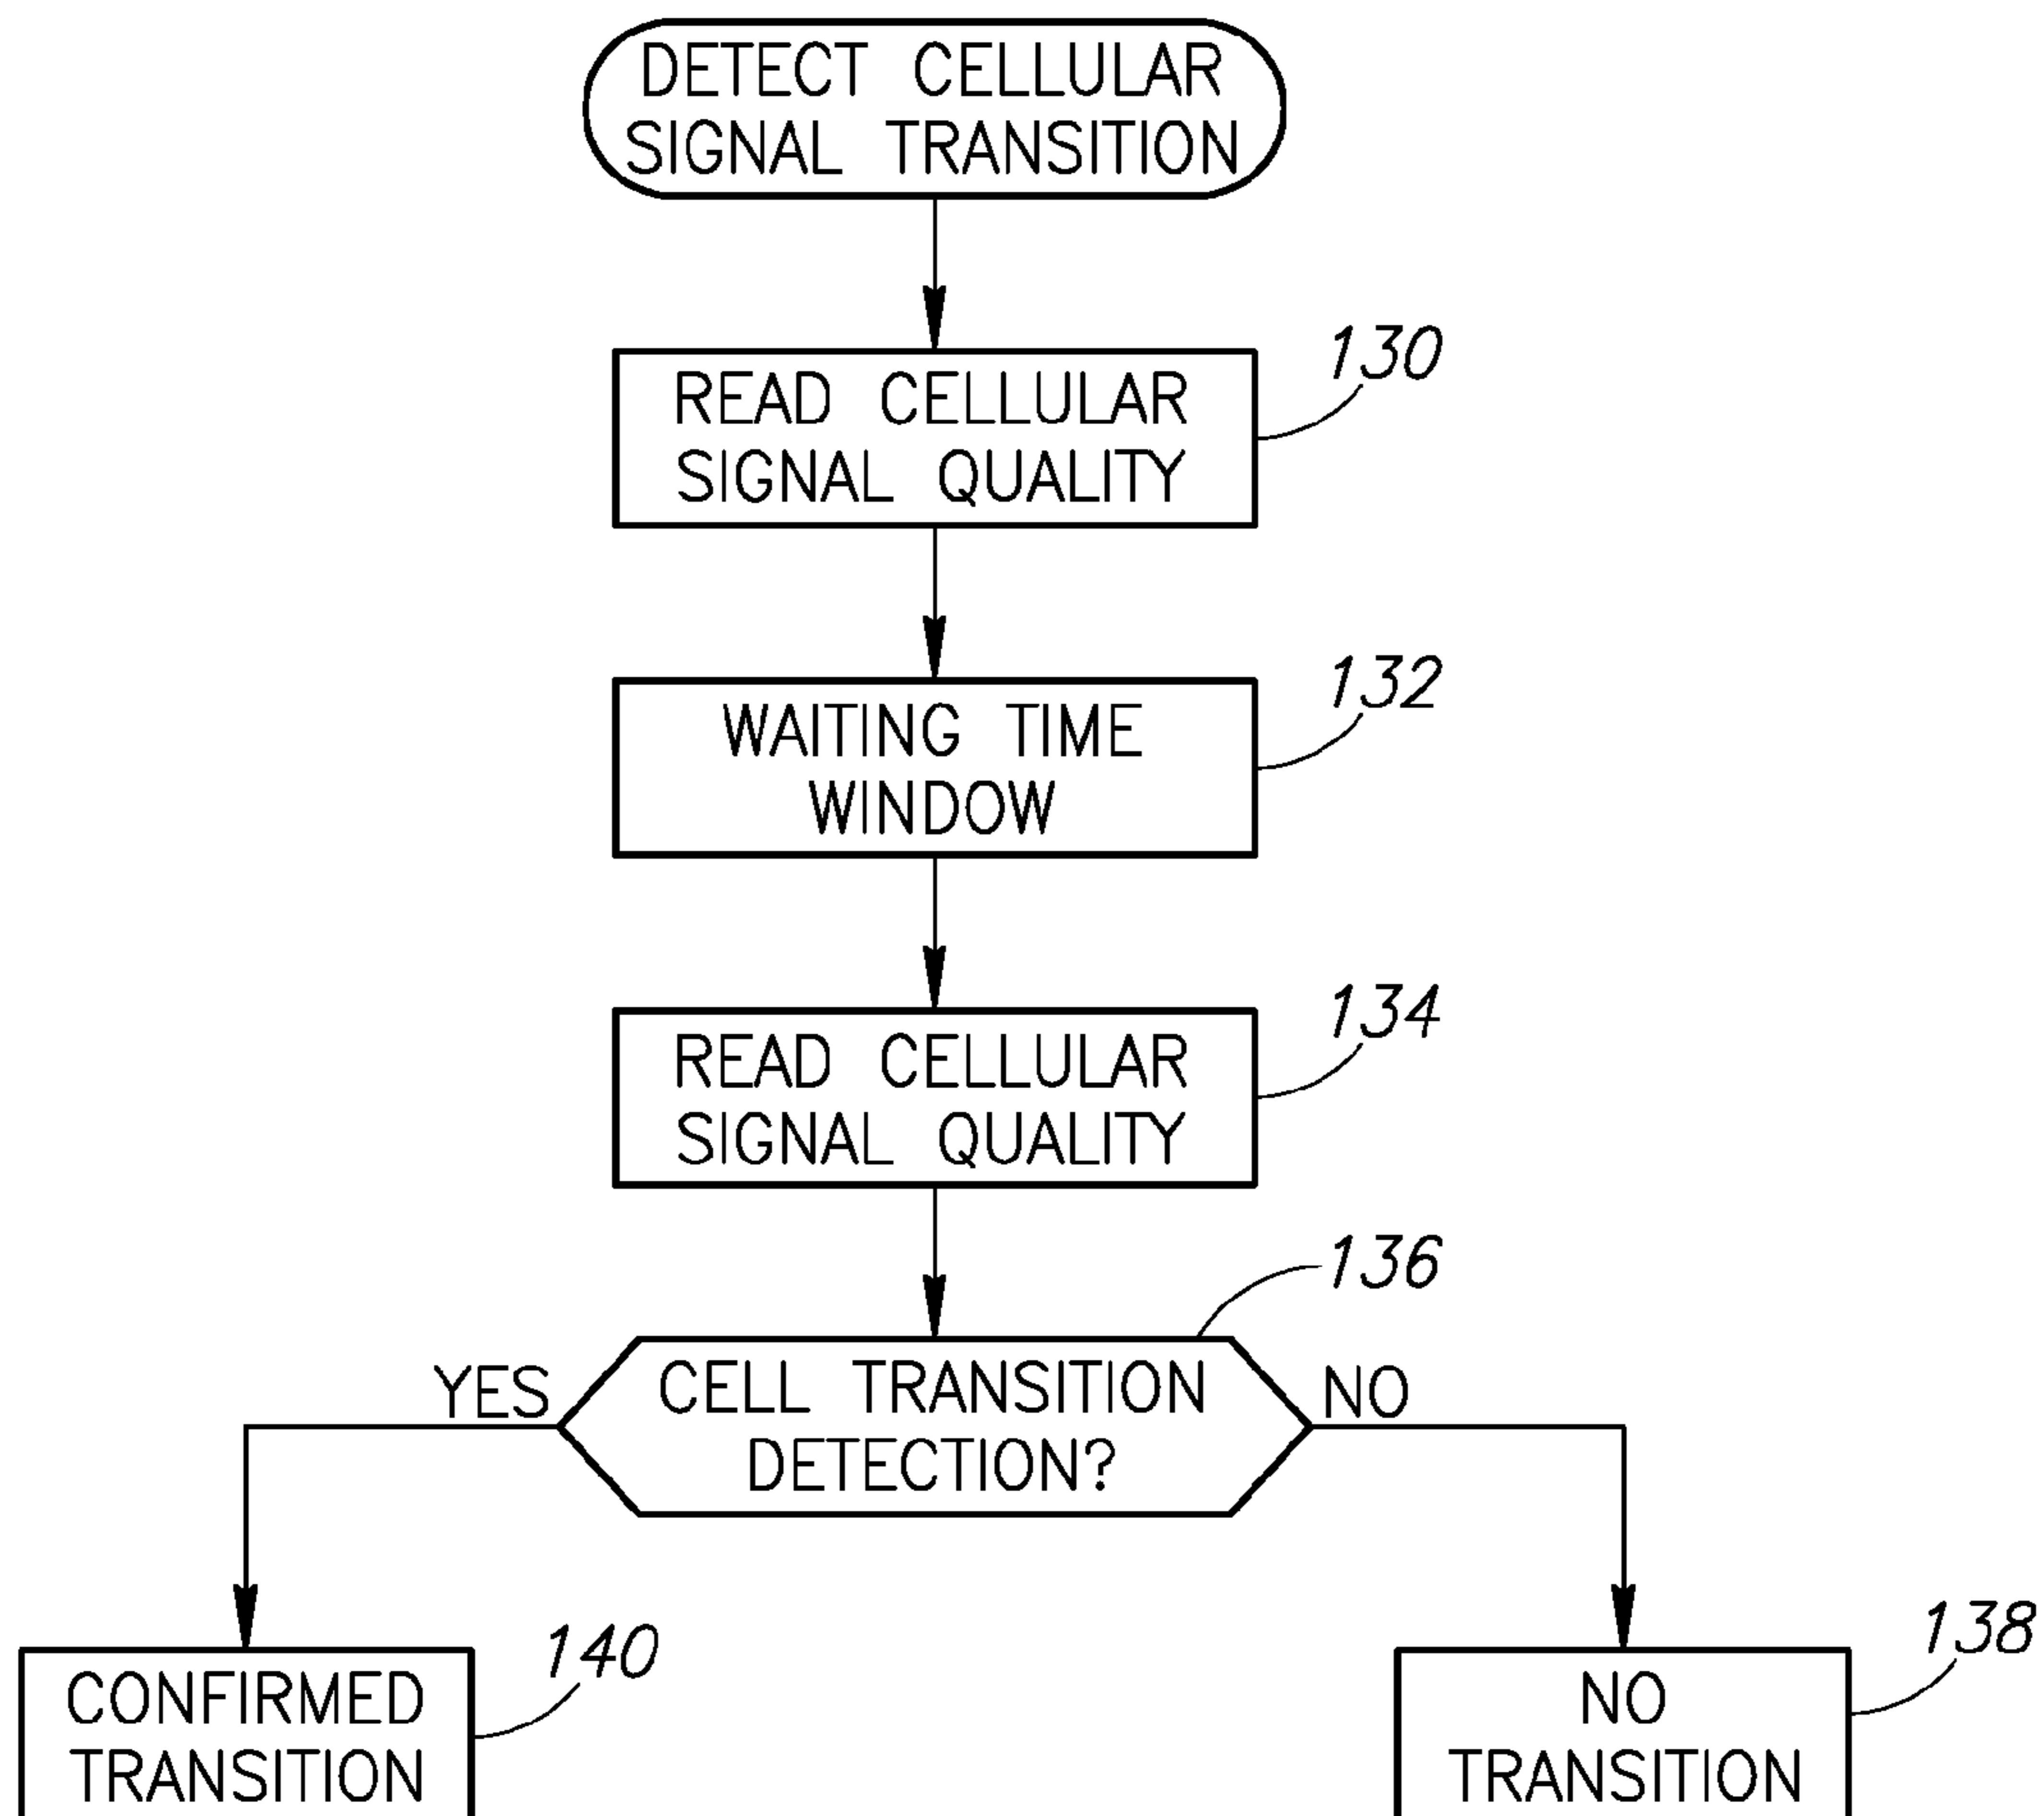 DETECT CELLULAR
SIGNAL TRANSITION
130
READ CELLULAR
SIGNAL QUALITY
132
WAITING TIME
WINDOW
134
READ CELLULAR
SIGNAL QUALITY
136
YES
CELL TRANSITION
DETECTION?
NO
140
CONFIRMED
TRANSITION
138
NO
TRANSITION